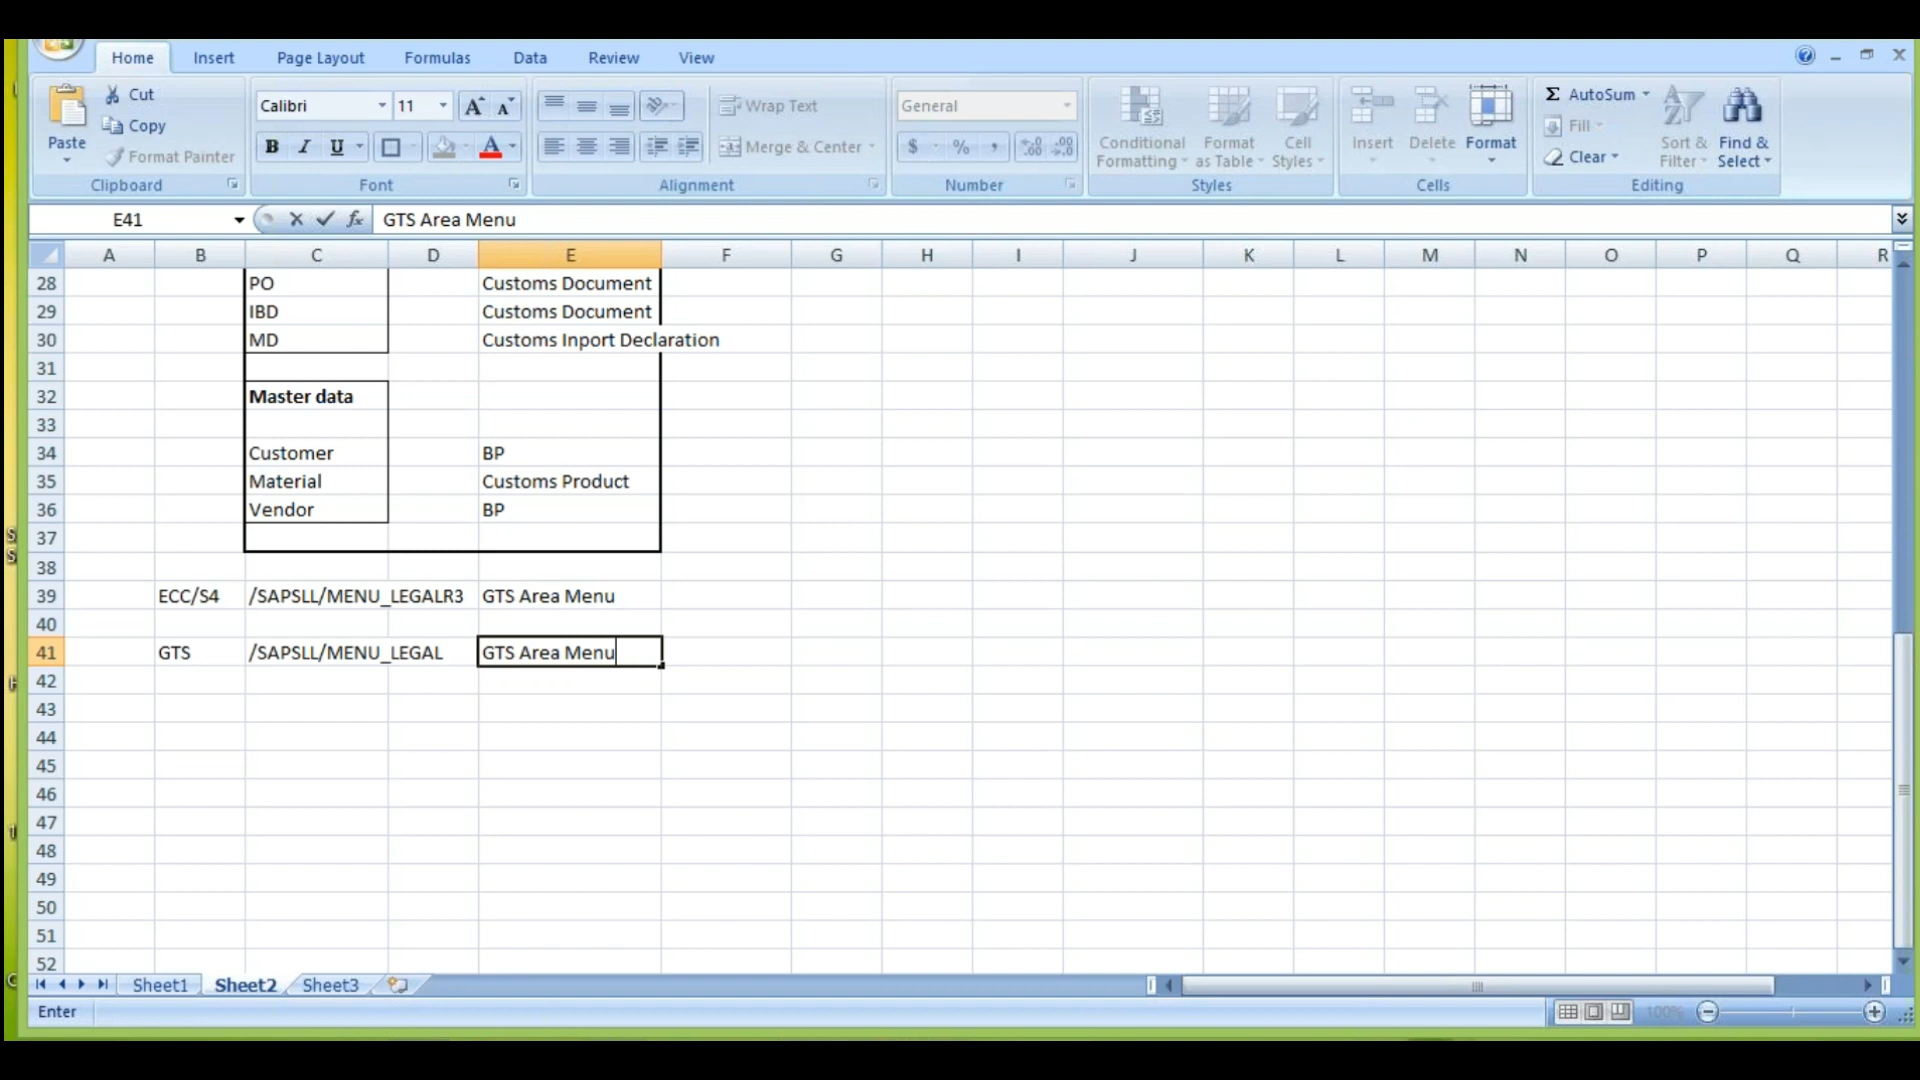 Home Insert Page Layout Formulas Data Review View
Paste Cut Copy Format Painter
Clipboard
Calibri 11 A A
B I U A
Font
Wrap Text
Merge & Center
Alignment
General
$ % ,
Number
Conditional Formatting Format as Table Cell Styles
Styles
Insert Delete Format
Cells
Σ AutoSum
Fill
Clear
Sort & Filter Find & Select
Editing
E41 fx GTS Area Menu
A B C D E F G H I J K L M N O P Q R
28 PO Customs Document
29 IBD Customs Document
30 MD Customs Inport Declaration
31
32 Master data
33
34 Customer BP
35 Material Customs Product
36 Vendor BP
37
38
39 ECC/S4 /SAPSLL/MENU_LEGALR3 GTS Area Menu
40
41 GTS /SAPSLL/MENU_LEGAL GTS Area Menu
42
43
44
45
46
47
48
49
50
51
52
Sheet1 Sheet2 Sheet3
Enter 100%